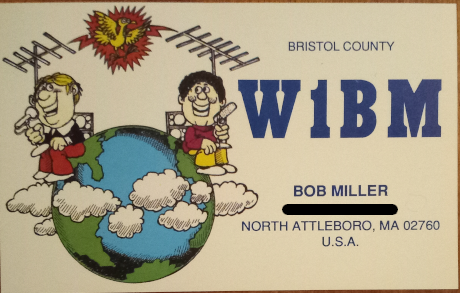 BRISTOL COUNTY
W1BM
BOB MILLER
NORTH ATTLEBORO, MA 02760
U.S.A.